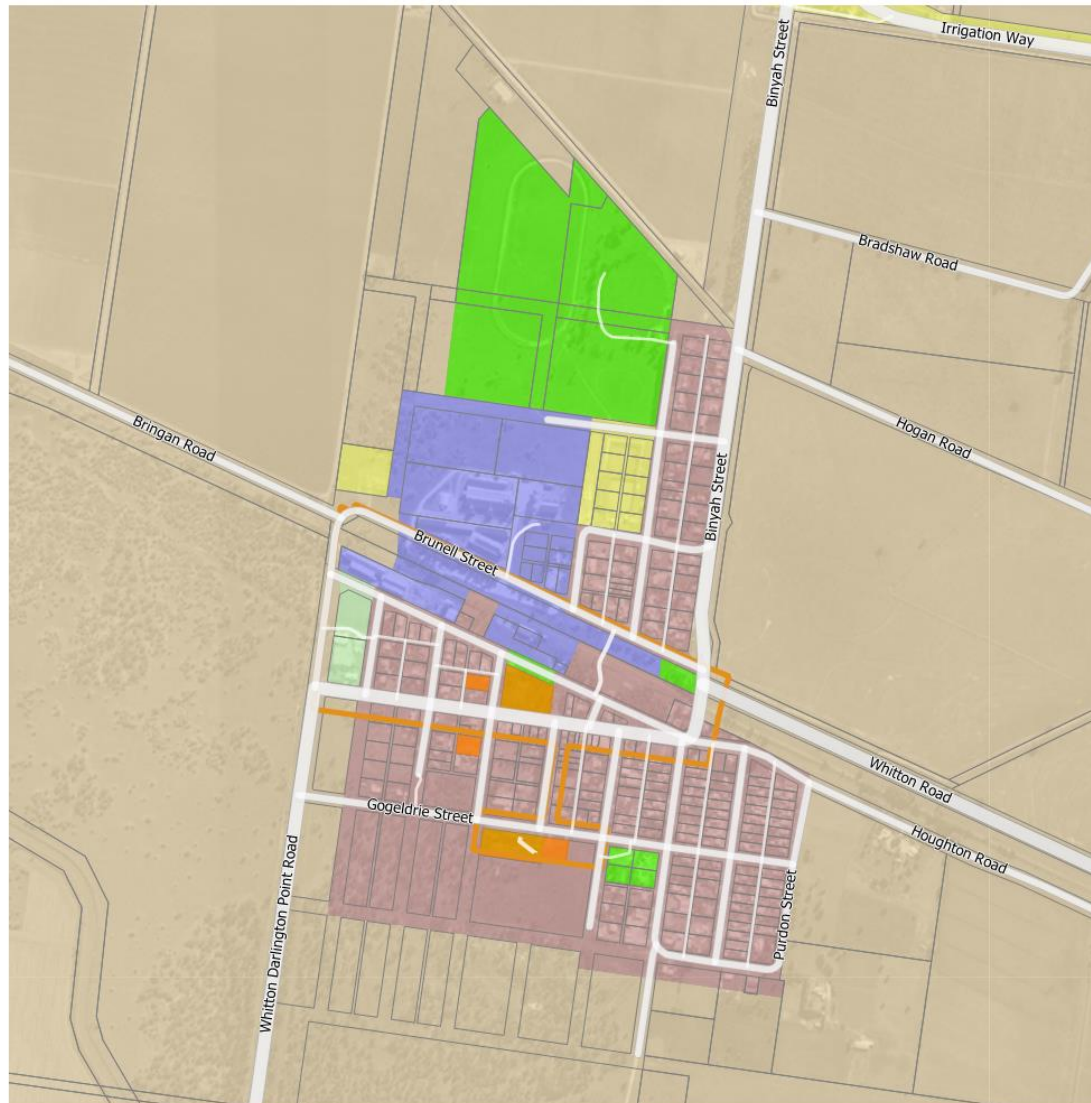 Irrigation Way
Binyah Street
Bradshaw Road
Hogan Road
Bringan Road
Binyah Street
Brunell Street
Whitton Road
Gogeldrie Street
Houghton Road
Purdon Street
Whitton Darlington Point Road